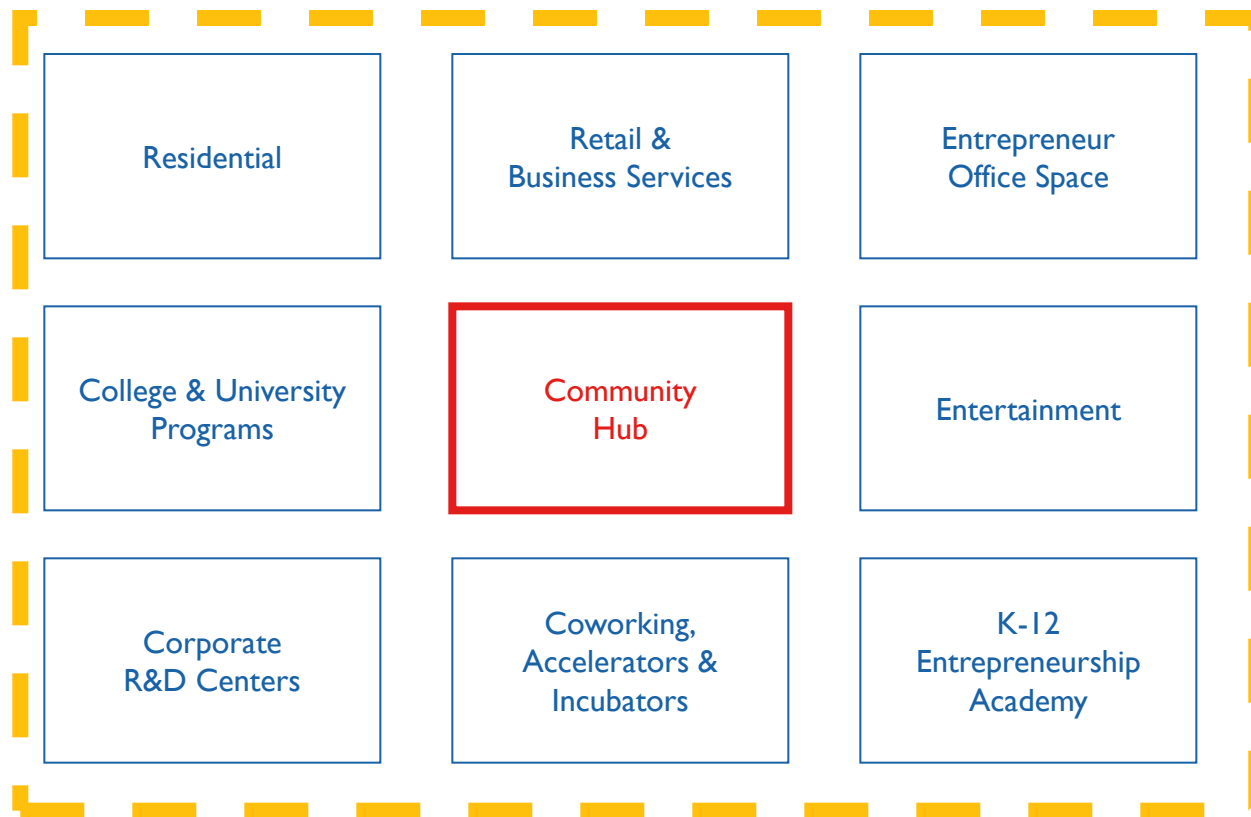 Residential
Retail &
Business Services
Entrepreneur
Office Space
College & University
Programs
Community
Hub
Entertainment
Corporate
R&D Centers
Coworking,
Accelerators &
Incubators
K-12
Entrepreneurship
Academy